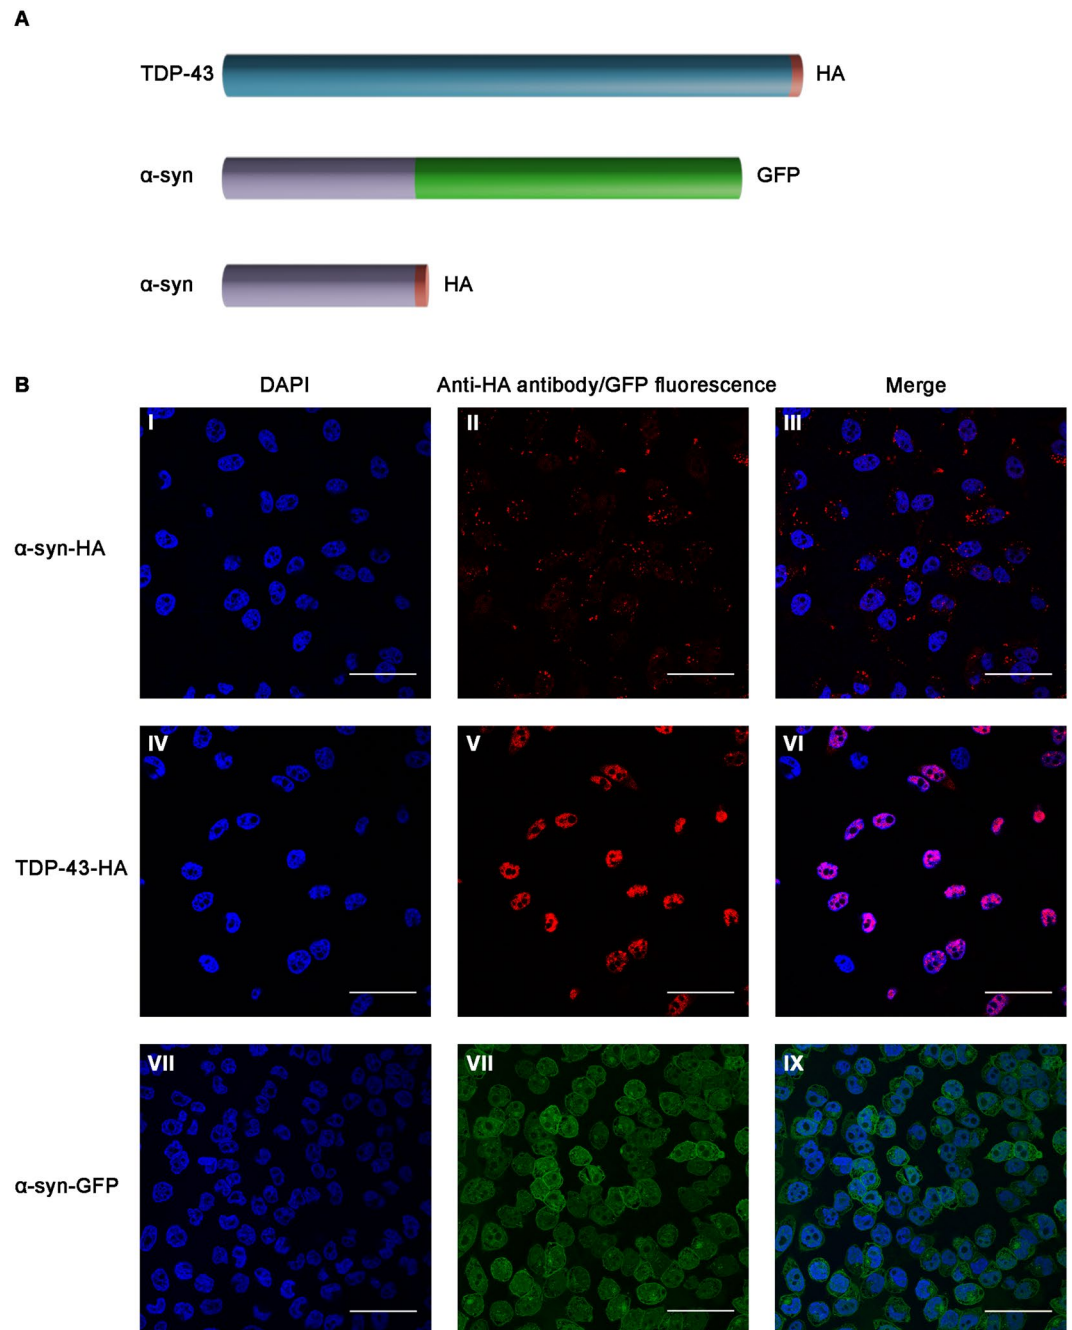 A
TDP-43 HA
α-syn GFP
α-syn HA
B DAPI Anti-HA antibody/GFP fluorescence Merge
I II III
α-syn-HA
IV V VI
TDP-43-HA
VII VII IX
α-syn-GFP